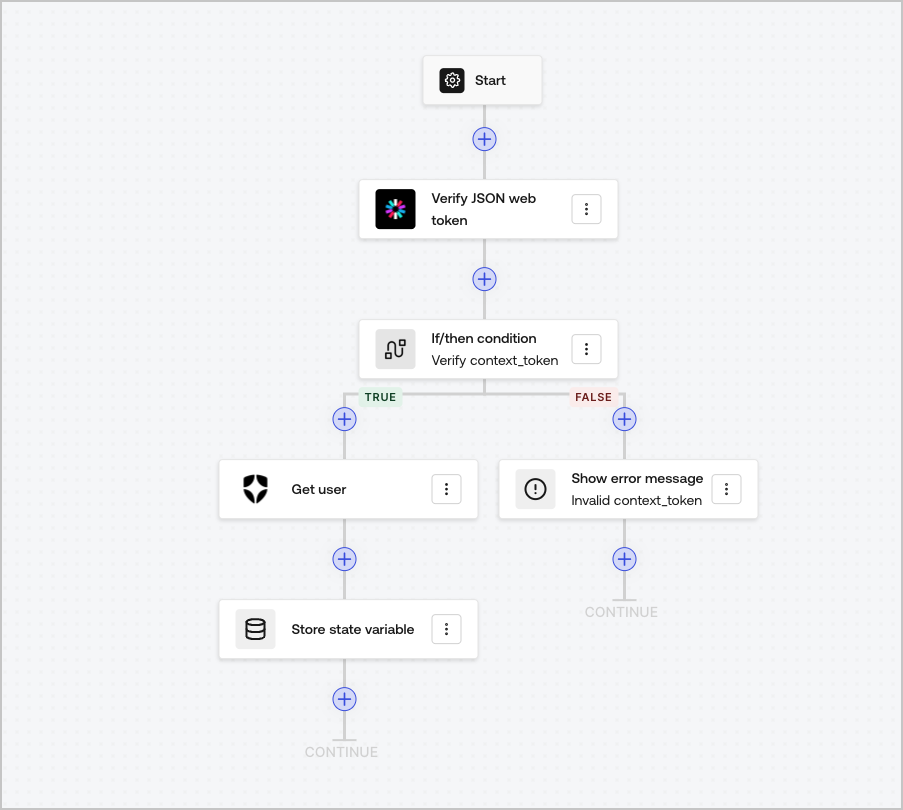 Start
Verify JSON web
token
If/then condition
Verify context_token
TRUE
FALSE
Get user
Show error message
Invalid context_token
CONTINUE
Store state variable
CONTINUE